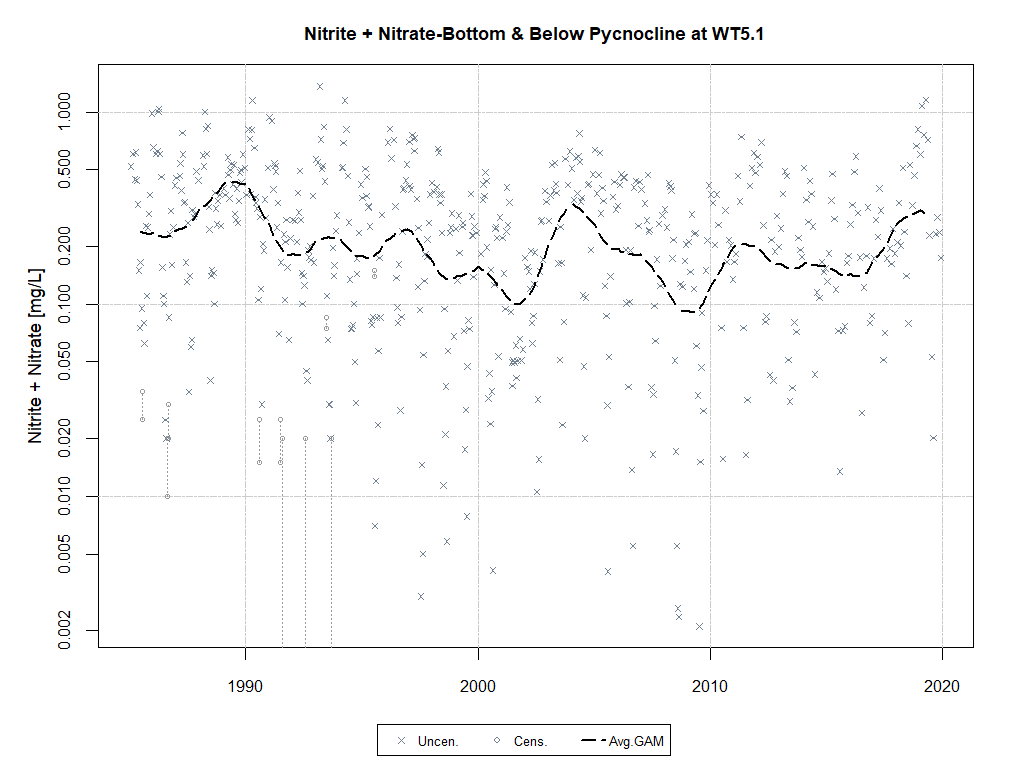 Nitrite + Nitrate-Bottom & Below Pycnocline at WT5.1
Nitrite + Nitrate [mg/L]
1.000
0.500
0.200
0.100
0.050
0.020
0.010
0.005
0.002
1990
2000
2010
2020
Uncen.
Cens.
Avg.GAM